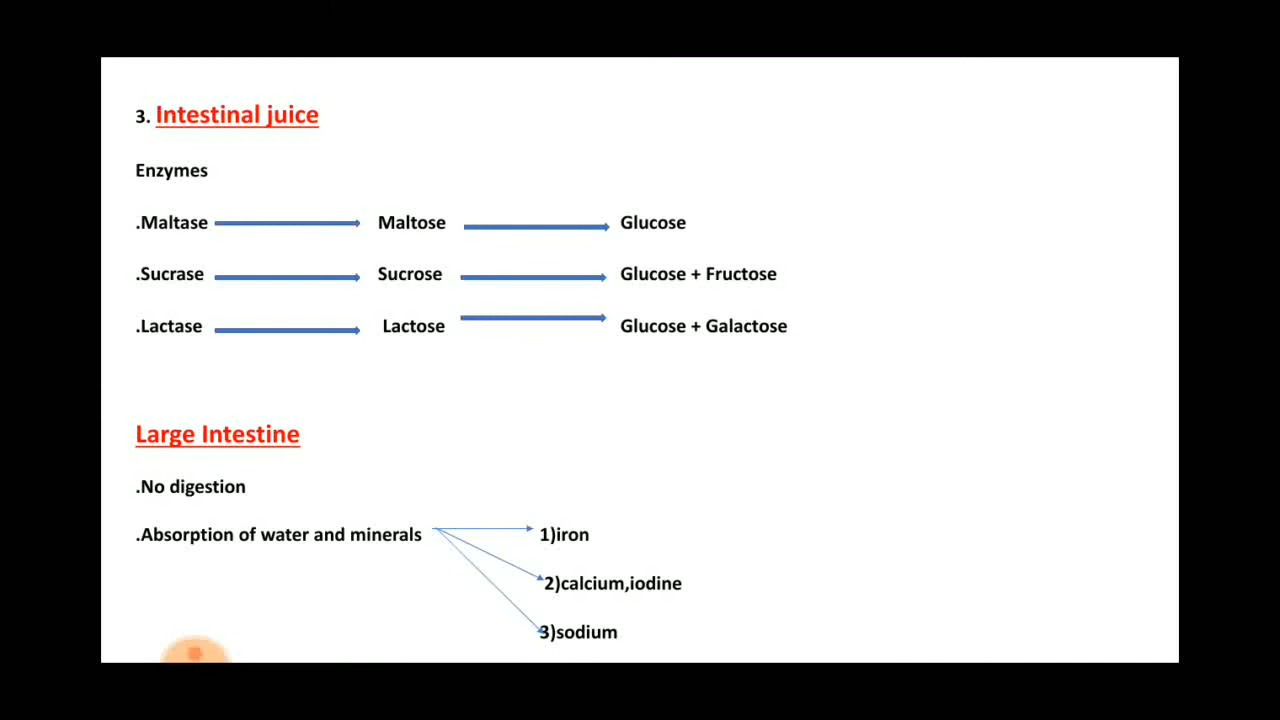 3. Intestinal juice
Enzymes
.Maltase Maltose Glucose
.Sucrase Sucrose Glucose + Fructose
.Lactase Lactose Glucose + Galactose
Large Intestine
.No digestion
.Absorption of water and minerals 1)iron
2)calcium,iodine
3)sodium